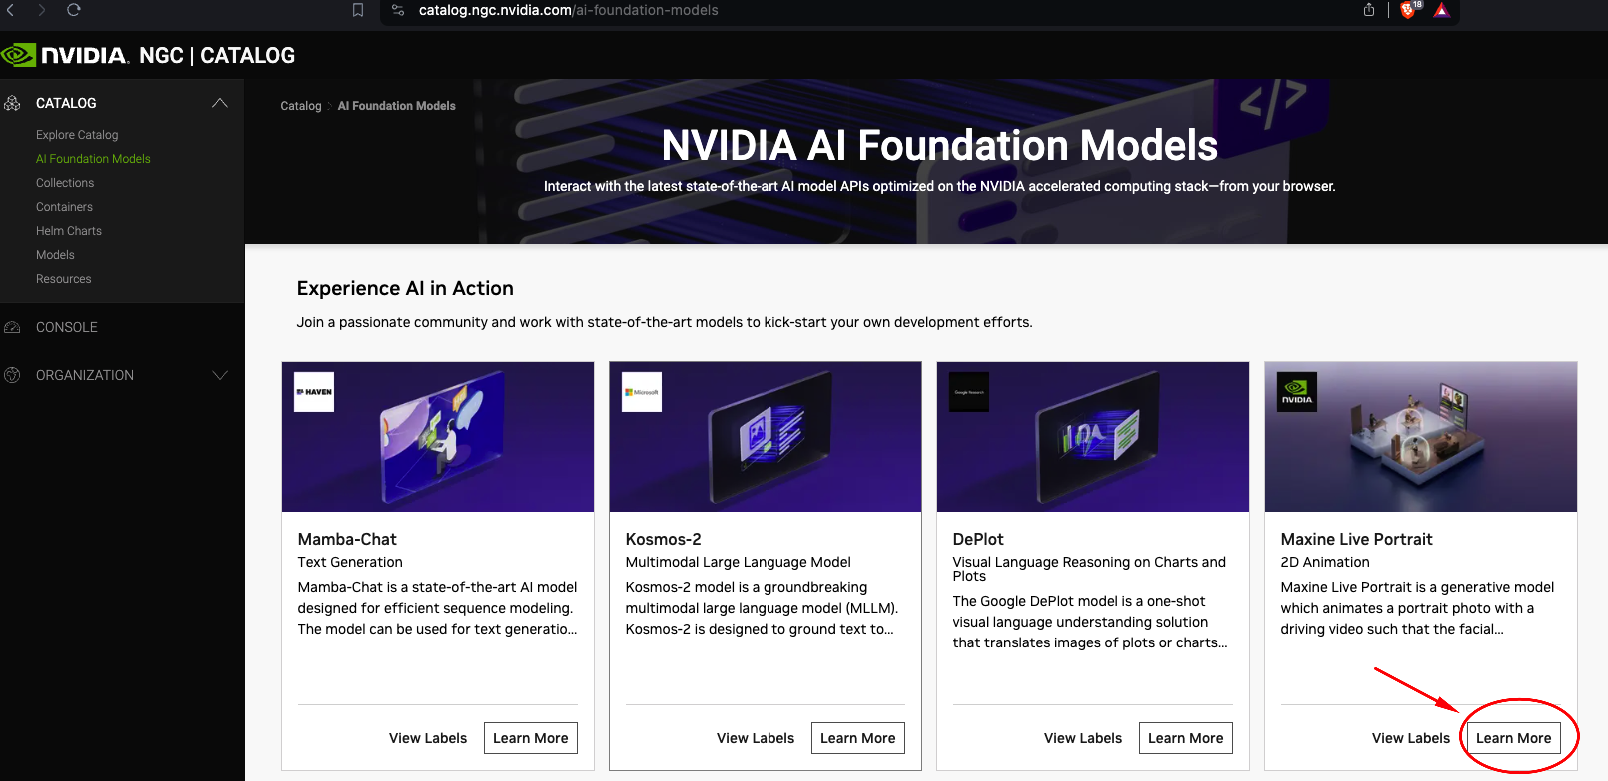 catalog.ngc.nvidia.com/ai-foundation-models
18
NVIDIA. NGC | CATALOG
CATALOG
Explore Catalog
AI Foundation Models
Collections
Containers
Helm Charts
Models
Resources
CONSOLE
ORGANIZATION
Catalog > AI Foundation Models
</>
NVIDIA AI Foundation Models
Interact with the latest state-of-the-art AI model APIs optimized on the NVIDIA accelerated computing stack—from your browser.
Experience AI in Action
Join a passionate community and work with state-of-the-art models to kick-start your own development efforts.
HAVEN
Mamba-Chat
Text Generation
Mamba-Chat is a state-of-the-art AI model
designed for efficient sequence modeling.
The model can be used for text generatio...
View Labels
Learn More
Microsoft
Kosmos-2
Multimodal Large Language Model
Kosmos-2 model is a groundbreaking
multimodal large language model (MLLM).
Kosmos-2 is designed to ground text to...
View Labels
Learn More
Google Research
DePlot
Visual Language Reasoning on Charts and
Plots
The Google DePlot model is a one-shot
visual language understanding solution
that translates images of plots or charts...
View Labels
Learn More
NVIDIA.
Maxine Live Portrait
2D Animation
Maxine Live Portrait is a generative model
which animates a portrait photo with a
driving video such that the facial...
View Labels
Learn More